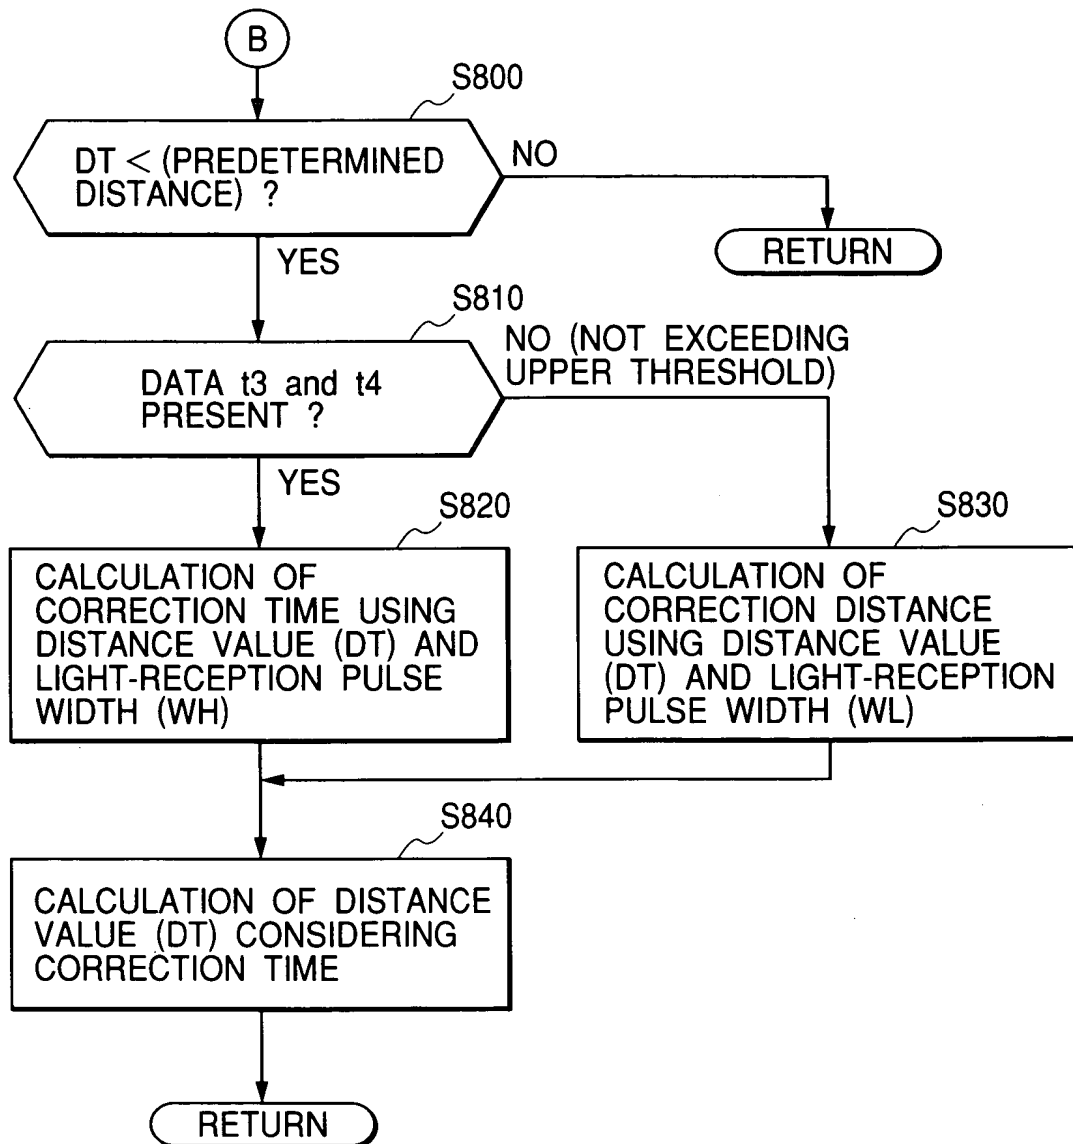 B
S800
DT < (PREDETERMINED
DISTANCE) ?
NO
RETURN
YES
S810
DATA t3 and t4
PRESENT ?
NO (NOT EXCEEDING
UPPER THRESHOLD)
YES
S820
CALCULATION OF
CORRECTION TIME USING
DISTANCE VALUE (DT) AND
LIGHT-RECEPTION PULSE
WIDTH (WH)
S830
CALCULATION OF
CORRECTION DISTANCE
USING DISTANCE VALUE
(DT) AND LIGHT-RECEPTION
PULSE WIDTH (WL)
S840
CALCULATION OF DISTANCE
VALUE (DT) CONSIDERING
CORRECTION TIME
RETURN